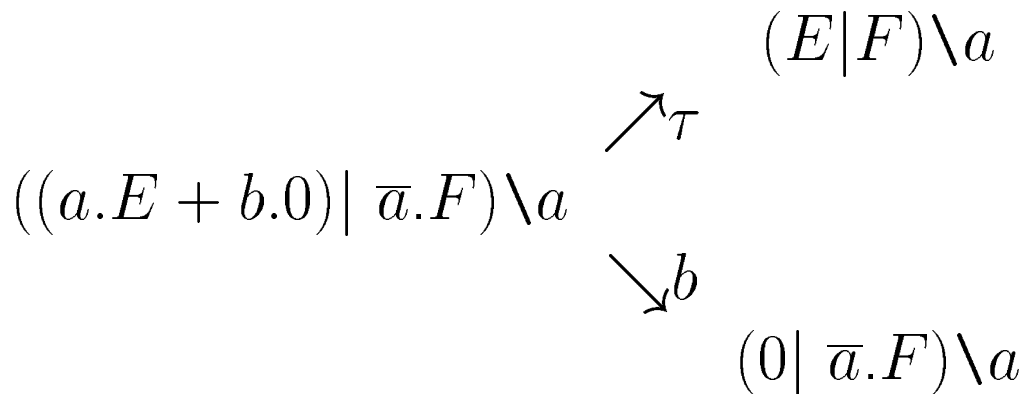 (E|F)\a
↗τ
((a.E + b.0)| a̅.F)\a
↘b
(0| a̅.F)\a